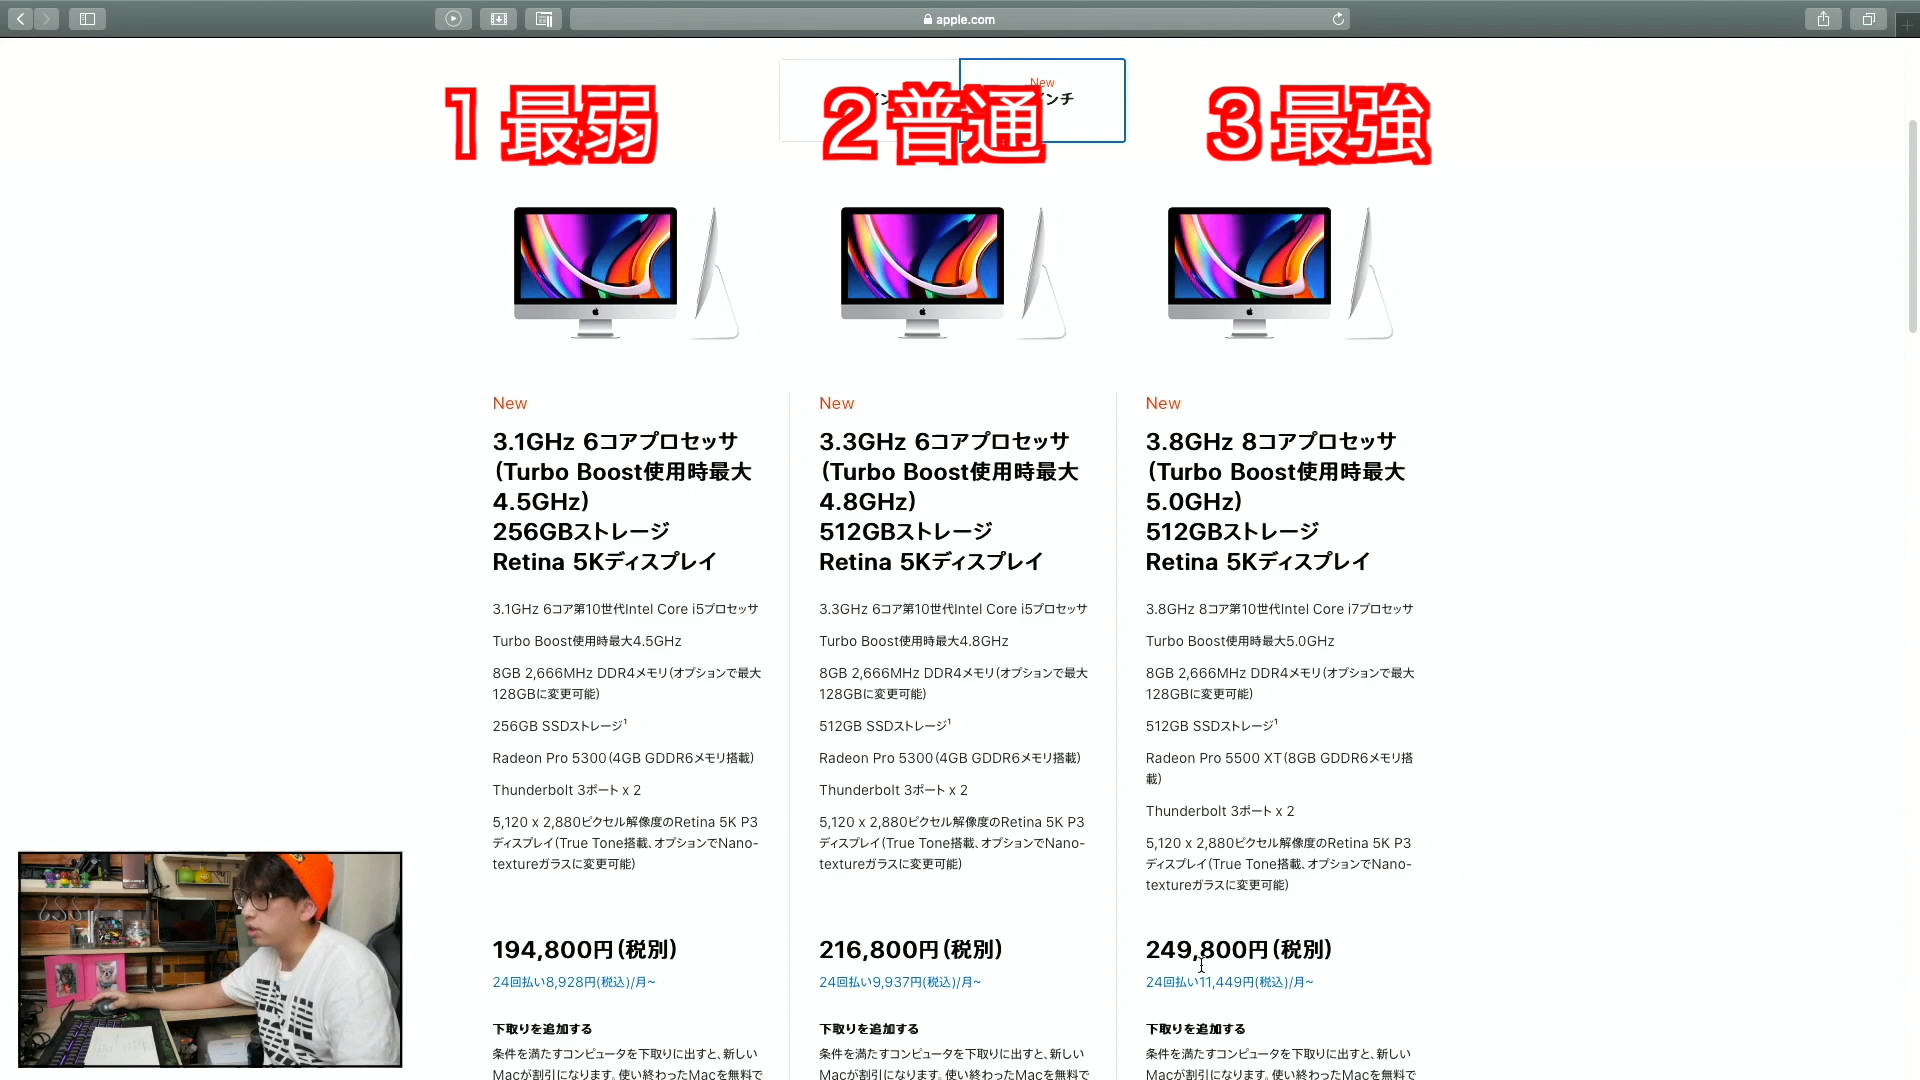 apple.com
New
インチ
1最弱
2普通
3最強
New
3.1GHz 6コアプロセッサ
(Turbo Boost使用時最大
4.5GHz)
256GBストレージ
Retina 5Kディスプレイ
3.1GHz 6コア第10世代Intel Core i5プロセッサ
Turbo Boost使用時最大4.5GHz
8GB 2,666MHz DDR4メモリ(オプションで最大
128GBに変更可能)
256GB SSDストレージ¹
Radeon Pro 5300(4GB GDDR6メモリ搭載)
Thunderbolt 3ポート x 2
5,120 x 2,880ピクセル解像度のRetina 5K P3
ディスプレイ(True Tone搭載、オプションでNano-
textureガラスに変更可能)
194,800円(税別)
24回払い8,928円(税込)/月~
下取りを追加する
条件を満たすコンピュータを下取りに出すと、新しい
Macが割引になります。使い終わったMacを無料で
New
3.3GHz 6コアプロセッサ
(Turbo Boost使用時最大
4.8GHz)
512GBストレージ
Retina 5Kディスプレイ
3.3GHz 6コア第10世代Intel Core i5プロセッサ
Turbo Boost使用時最大4.8GHz
8GB 2,666MHz DDR4メモリ(オプションで最大
128GBに変更可能)
512GB SSDストレージ¹
Radeon Pro 5300(4GB GDDR6メモリ搭載)
Thunderbolt 3ポート x 2
5,120 x 2,880ピクセル解像度のRetina 5K P3
ディスプレイ(True Tone搭載、オプションでNano-
textureガラスに変更可能)
216,800円(税別)
24回払い9,937円(税込)/月~
下取りを追加する
条件を満たすコンピュータを下取りに出すと、新しい
Macが割引になります。使い終わったMacを無料で
New
3.8GHz 8コアプロセッサ
(Turbo Boost使用時最大
5.0GHz)
512GBストレージ
Retina 5Kディスプレイ
3.8GHz 8コア第10世代Intel Core i7プロセッサ
Turbo Boost使用時最大5.0GHz
8GB 2,666MHz DDR4メモリ(オプションで最大
128GBに変更可能)
512GB SSDストレージ¹
Radeon Pro 5500 XT(8GB GDDR6メモリ搭
載)
Thunderbolt 3ポート x 2
5,120 x 2,880ピクセル解像度のRetina 5K P3
ディスプレイ(True Tone搭載、オプションでNano-
textureガラスに変更可能)
249,800円(税別)
24回払い11,449円(税込)/月~
下取りを追加する
条件を満たすコンピュータを下取りに出すと、新しい
Macが割引になります。使い終わったMacを無料で